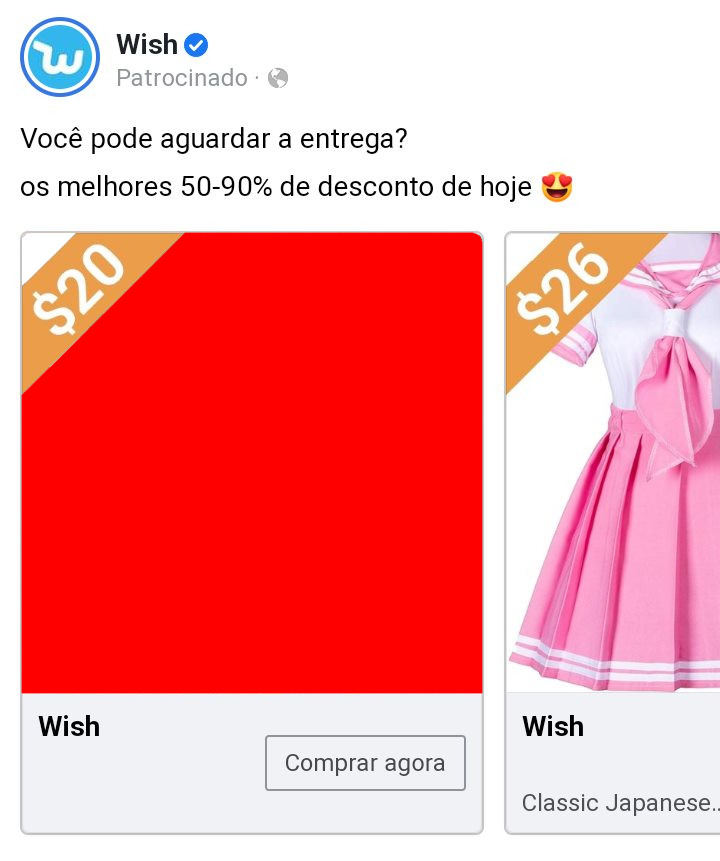 Wish
Patrocinado ·
Você pode aguardar a entrega?
os melhores 50-90% de desconto de hoje 😍
$20
Wish
Comprar agora
$26
Wish
Classic Japanese...